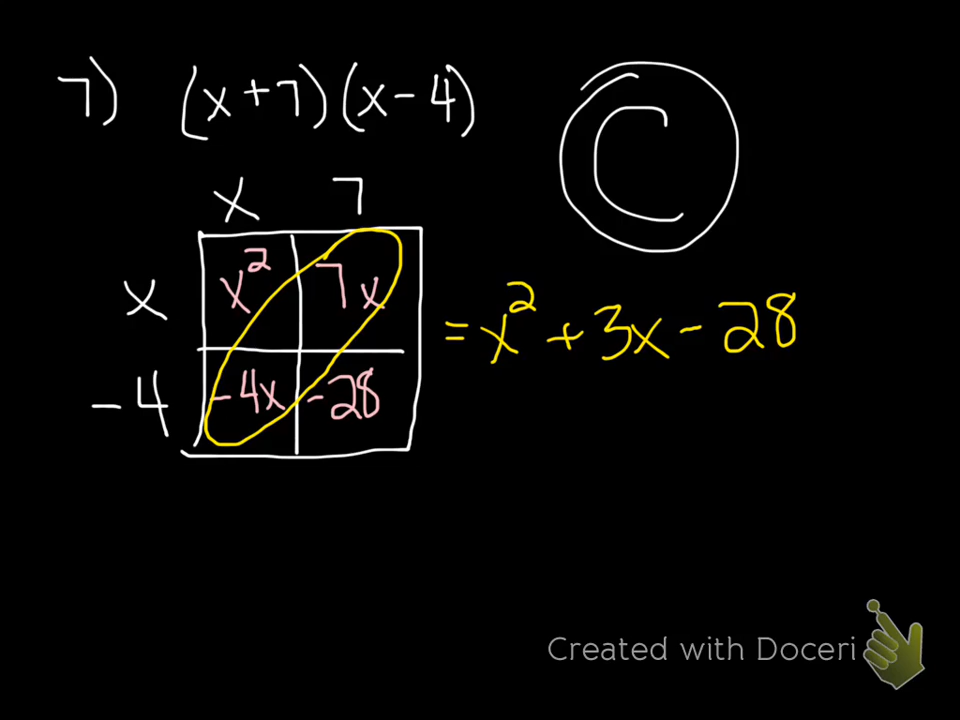 7) (x+7)(x-4)
C
x 7
x x² 7x
= x² + 3x - 28
-4 -4x -28
Created with Doceri